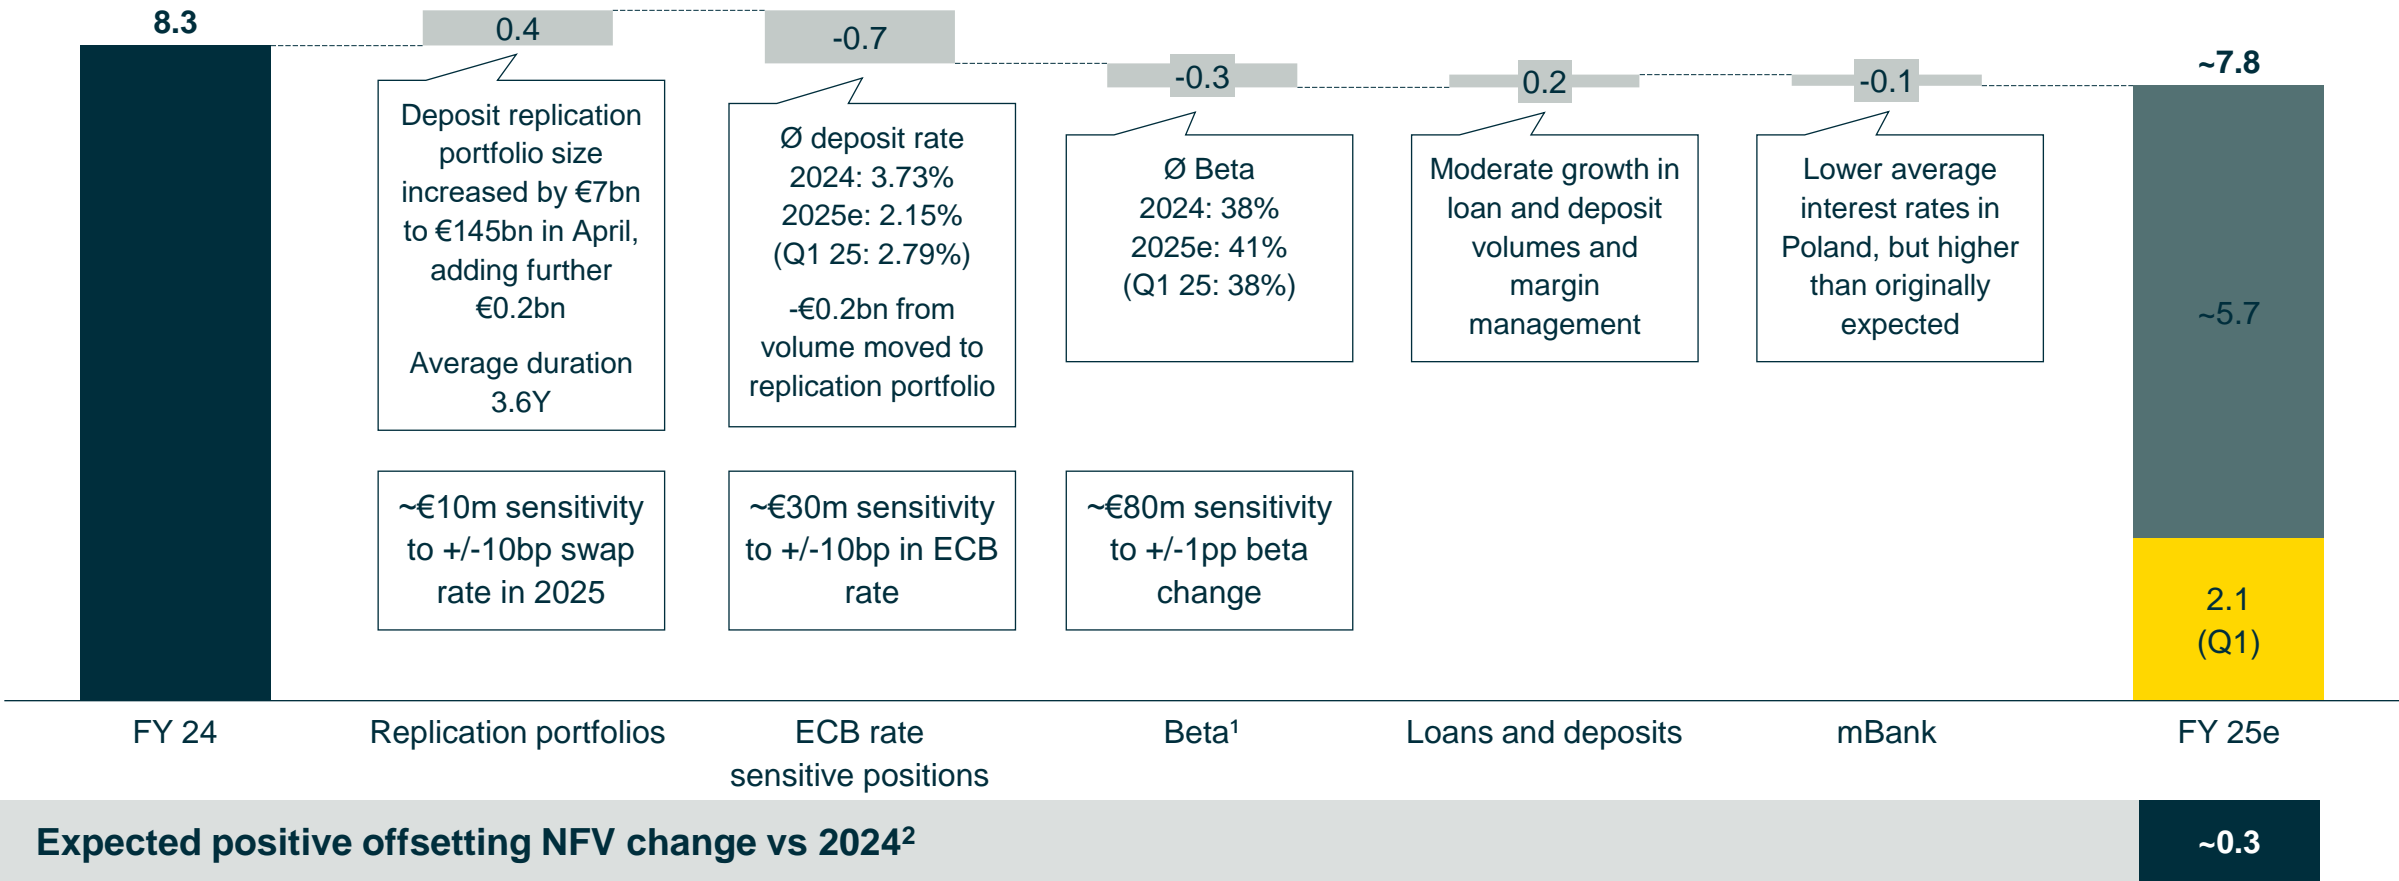 8.3
0.4
-0.7
-0.3
0.2
-0.1
~7.8
Deposit replication
portfolio size
increased by €7bn
to €145bn in April,
adding further
€0.2bn
Average duration
3.6Y
Ø deposit rate
2024: 3.73%
2025e: 2.15%
(Q1 25: 2.79%)
-€0.2bn from
volume moved to
replication portfolio
Ø Beta
2024: 38%
2025e: 41%
(Q1 25: 38%)
Moderate growth in
loan and deposit
volumes and
margin
management
Lower average
interest rates in
Poland, but higher
than originally
expected
~5.7
~€10m sensitivity
to +/-10bp swap
rate in 2025
~€30m sensitivity
to +/-10bp in ECB
rate
~€80m sensitivity
to +/-1pp beta
change
2.1
(Q1)
FY 24
Replication portfolios
ECB rate
sensitive positions
Beta¹
Loans and deposits
mBank
FY 25e
Expected positive offsetting NFV change vs 2024²
~0.3